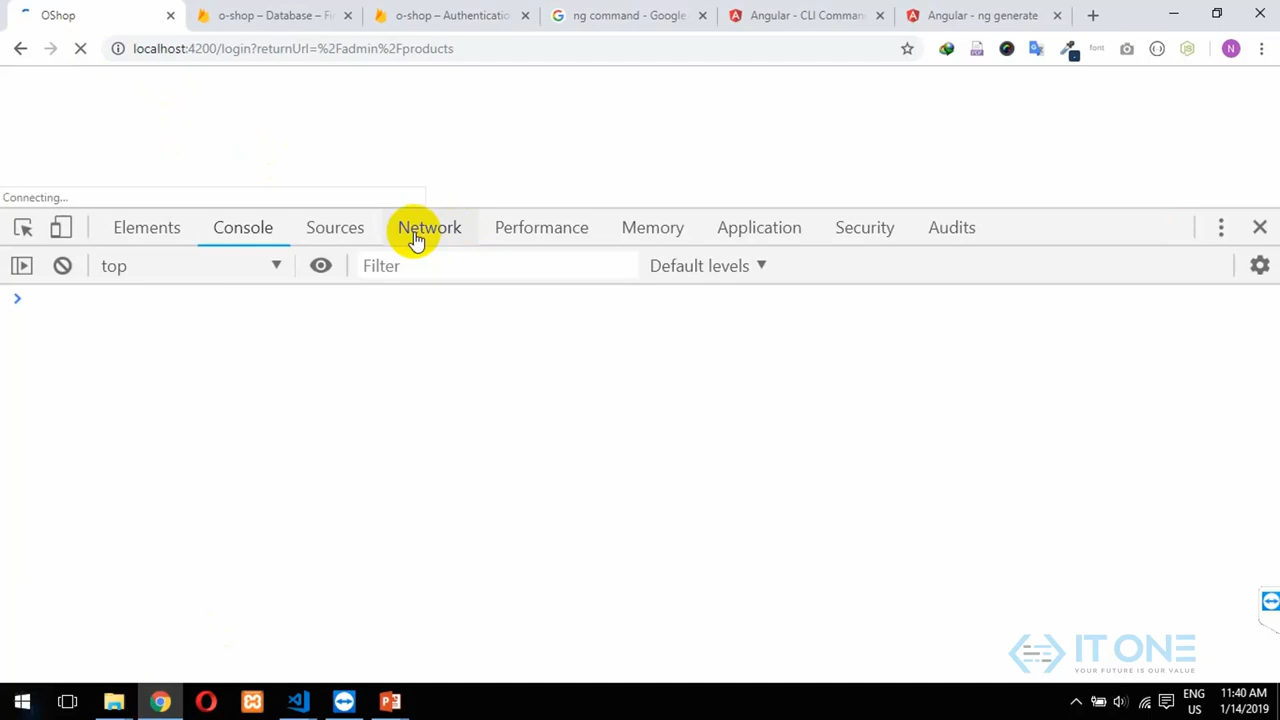 OShop
o-shop – Database – Fi
o-shop – Authenticatio
ng command - Google
Angular - CLI Comman
Angular - ng generate
localhost:4200/login?returnUrl=%2Fadmin%2Fproducts
font
N
Connecting...
Elements Console Sources Network Performance Memory Application Security Audits
top Filter Default levels
IT ONE
YOUR FUTURE IS OUR VALUE
ENG 11:40 AM
US 1/14/2019